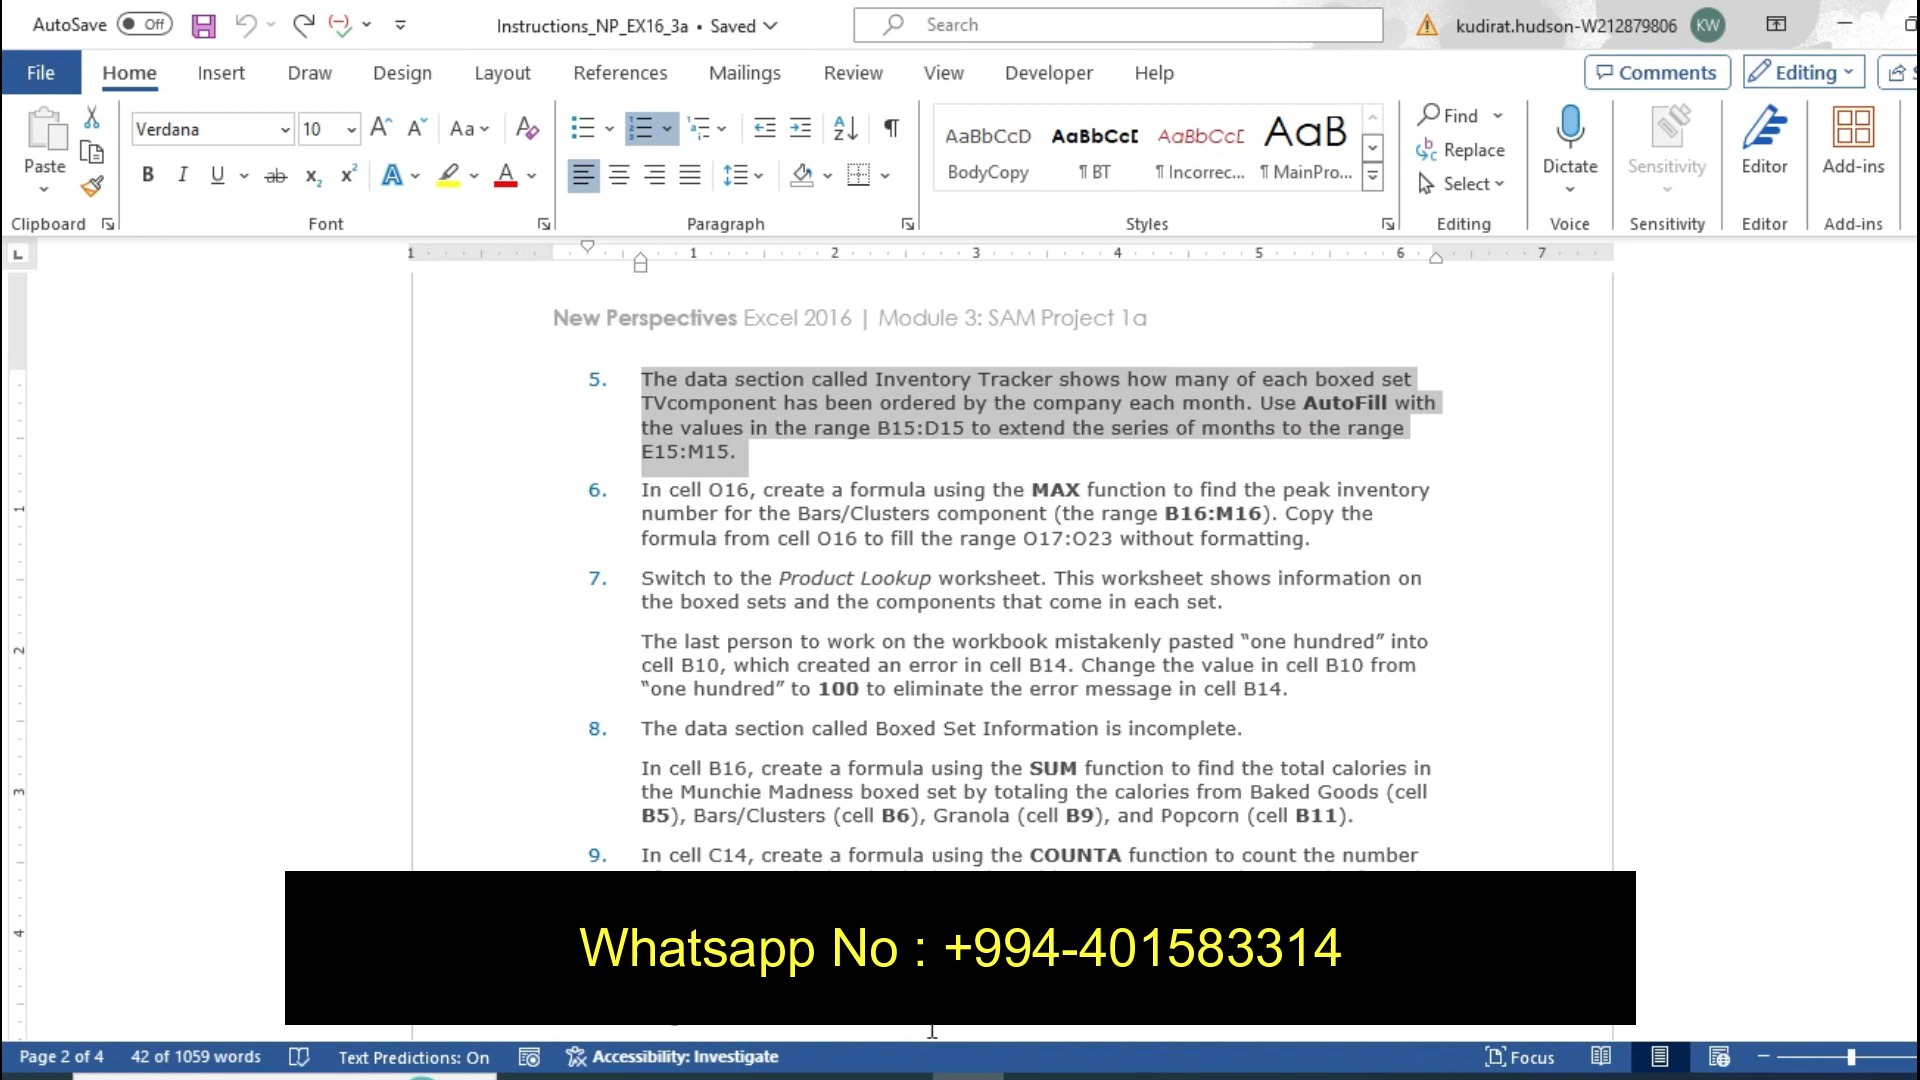 AutoSave Off Instructions_NP_EX16_3a • Saved Search kudirat.hudson-W212879806 KW
File Home Insert Draw Design Layout References Mailings Review View Developer Help Comments Editing
Paste Verdana 10 Aa AaBbCcD AaBbCcD AaBbCcD AaB Find Replace Select Dictate Sensitivity Editor Add-ins
B I U ab x₂ x² A A BodyCopy ¶ BT ¶ Incorrec... ¶ MainPro...
Clipboard Font Paragraph Styles Editing Voice Sensitivity Editor Add-ins
1 1 2 3 4 5 6 7
New Perspectives Excel 2016 | Module 3: SAM Project 1a
5. The data section called Inventory Tracker shows how many of each boxed set
TVcomponent has been ordered by the company each month. Use AutoFill with
the values in the range B15:D15 to extend the series of months to the range
E15:M15.
6. In cell O16, create a formula using the MAX function to find the peak inventory
number for the Bars/Clusters component (the range B16:M16). Copy the
formula from cell O16 to fill the range O17:O23 without formatting.
7. Switch to the Product Lookup worksheet. This worksheet shows information on
the boxed sets and the components that come in each set.
The last person to work on the workbook mistakenly pasted “one hundred” into
cell B10, which created an error in cell B14. Change the value in cell B10 from
“one hundred” to 100 to eliminate the error message in cell B14.
8. The data section called Boxed Set Information is incomplete.
In cell B16, create a formula using the SUM function to find the total calories in
the Munchie Madness boxed set by totaling the calories from Baked Goods (cell
B5), Bars/Clusters (cell B6), Granola (cell B9), and Popcorn (cell B11).
9. In cell C14, create a formula using the COUNTA function to count the number
Whatsapp No : +994-401583314
Page 2 of 4 42 of 1059 words Text Predictions: On Accessibility: Investigate Focus